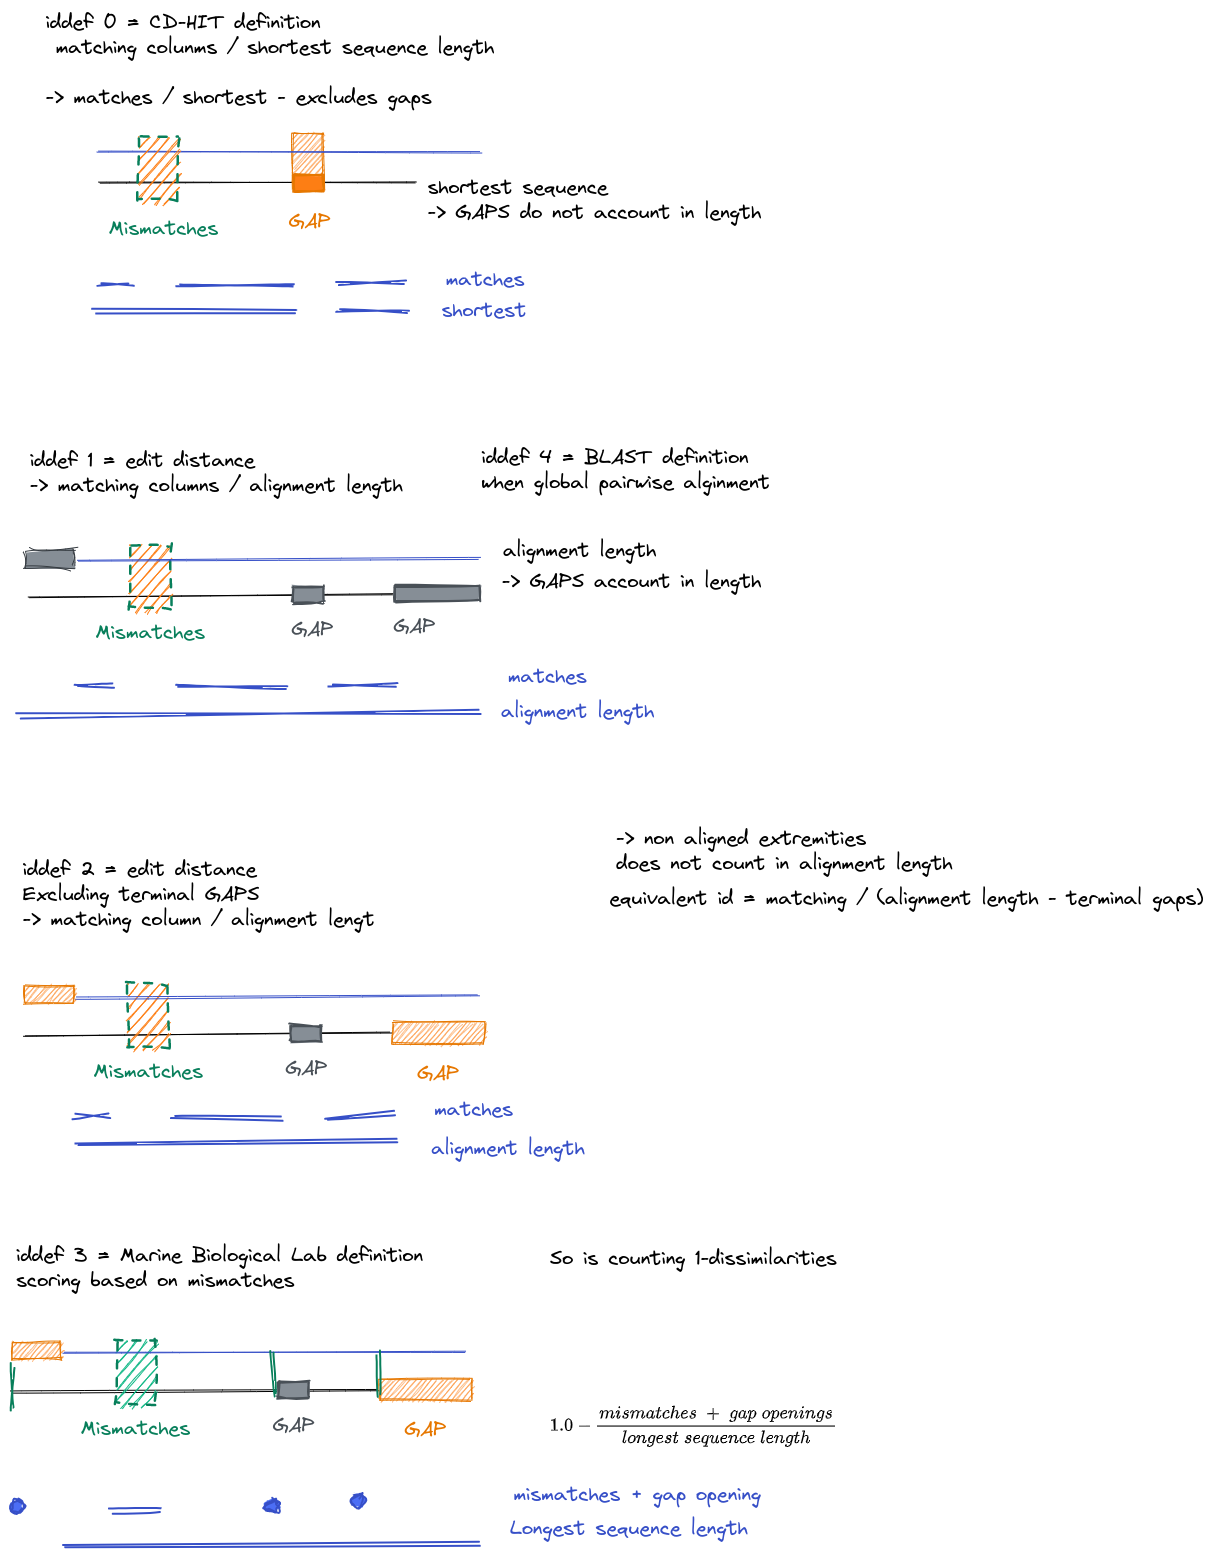 iddef 0 = CD-HIT definition
matching colunms / shortest sequence length
-> matches / shortest - excludes gaps
shortest sequence
-> GAPS do not account in length
Mismatches
GAP
matches
shortest
iddef 1 = edit distance
-> matching columns / alignment length
iddef 4 = BLAST definition
when global pairwise alginment
alignment length
-> GAPS account in length
Mismatches
GAP
GAP
matches
alignment length
-> non aligned extremities
does not count in alignment length
equivalent id = matching / (alignment length - terminal gaps)
iddef 2 = edit distance
Excluding terminal GAPS
-> matching column / alignment lengt
Mismatches
GAP
GAP
matches
alignment length
iddef 3 = Marine Biological Lab definition
scoring based on mismatches
So is counting 1-dissimilarities
Mismatches
GAP
GAP
1.0 − mismatches + gap openings
longest sequence length
mismatches + gap opening
Longest sequence length